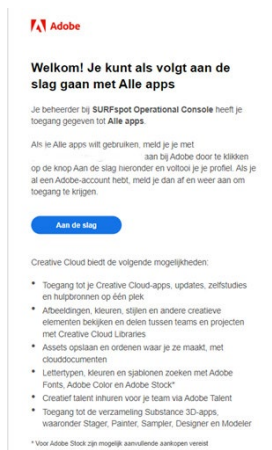 Adobe
Welkom! Je kunt als volgt aan de
slag gaan met Alle apps
Je beheerder bij SURFspot Operational Console heeft je
toegang gegeven tot Alle apps.
Als je Alle apps wilt gebruiken, meld je je met
aan bij Adobe door te klikken
op de knop Aan de slag hieronder en voltooi je je profiel. Als je
al een Adobe-account hebt, meld je dan af en weer aan om
toegang te krijgen.
Aan de slag
Creative Cloud biedt de volgende mogelijkheden:
* Toegang tot je Creative Cloud-apps, updates, zelfstudies
en hulpbronnen op één plek
* Afbeeldingen, kleuren, stijlen en andere creatieve
elementen bekijken en delen tussen teams en projecten
met Creative Cloud Libraries
* Assets opslaan en ordenen waar je ze maakt, met
clouddocumenten
* Lettertypen, kleuren en sjablonen zoeken met Adobe
Fonts, Adobe Color en Adobe Stock*
* Creatief talent inhuren voor je team via Adobe Talent
* Toegang tot de verzameling Substance 3D-apps,
waaronder Stager, Painter, Sampler, Designer en Modeler
* Voor Adobe Stock zijn mogelijk aanvullende aankopen vereist